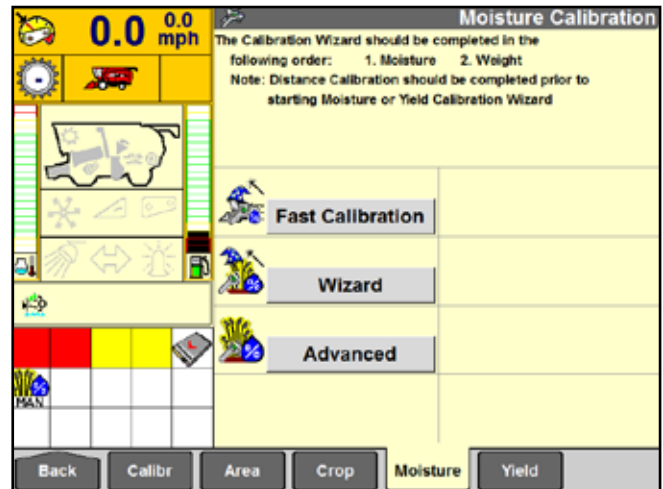 0.0 0.0
mph
Moisture Calibration
The Calibration Wizard should be completed in the
following order: 1. Moisture 2. Weight
Note: Distance Calibration should be completed prior to
starting Moisture or Yield Calibration Wizard
Fast Calibration
Wizard
Advanced
L
%
MAN
Back Calibr Area Crop Moisture Yield